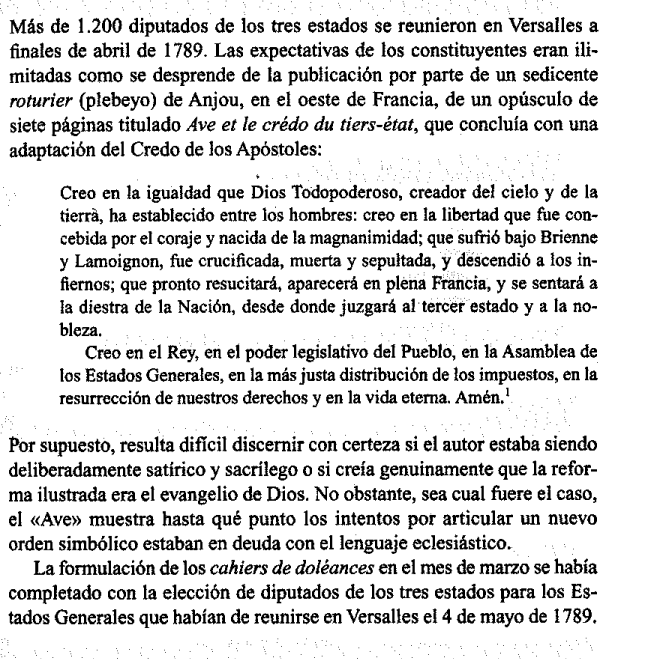 Más de 1.200 diputados de los tres estados se reunieron en Versalles a
finales de abril de 1789. Las expectativas de los constituyentes eran ili-
mitadas como se desprende de la publicación por parte de un sedicente
roturier (plebeyo) de Anjou, en el oeste de Francia, de un opúsculo de
siete páginas titulado Ave et le crédo du tiers-état, que concluía con una
adaptación del Credo de los Apóstoles:
Creo en la igualdad que Dios Todopoderoso, creador del cielo y de la
tierra, ha establecido entre los hombres: creo en la libertad que fue con-
cebida por el coraje y nacida de la magnanimidad; que sufrió bajo Brienne
y Lamoignon, fue crucificada, muerta y sepultada, y descendió a los in-
fiernos; que pronto resucitará, aparecerá en plena Francia, y se sentará a
la diestra de la Nación, desde donde juzgará al tercer estado y a la no-
bleza.
Creo en el Rey, en el poder legislativo del Pueblo, en la Asamblea de
los Estados Generales, en la más justa distribución de los impuestos, en la
resurrección de nuestros derechos y en la vida eterna. Amén.¹
Por supuesto, resulta difícil discernir con certeza si el autor estaba siendo
deliberadamente satírico y sacrílego o si creía genuinamente que la refor-
ma ilustrada era el evangelio de Dios. No obstante, sea cual fuere el caso,
el «Ave» muestra hasta qué punto los intentos por articular un nuevo
orden simbólico estaban en deuda con el lenguaje eclesiástico.
La formulación de los cahiers de doléances en el mes de marzo se había
completado con la elección de diputados de los tres estados para los Es-
tados Generales que habían de reunirse en Versalles el 4 de mayo de 1789.